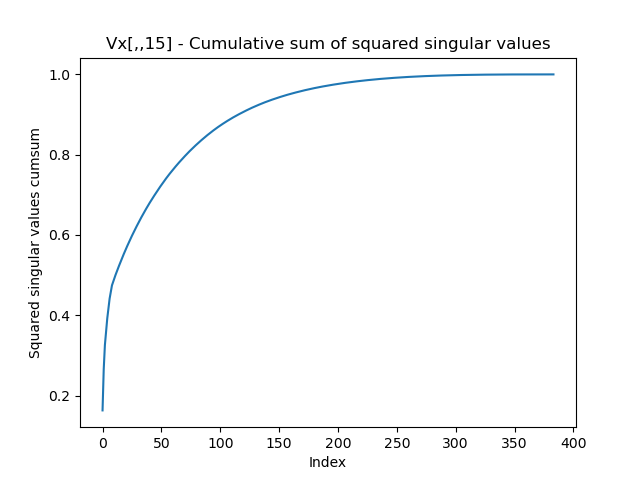 Vx[,,15] - Cumulative sum of squared singular values
1.0
0.8
0.6
0.4
0.2
Squared singular values cumsum
0 50 100 150 200 250 300 350 400
Index